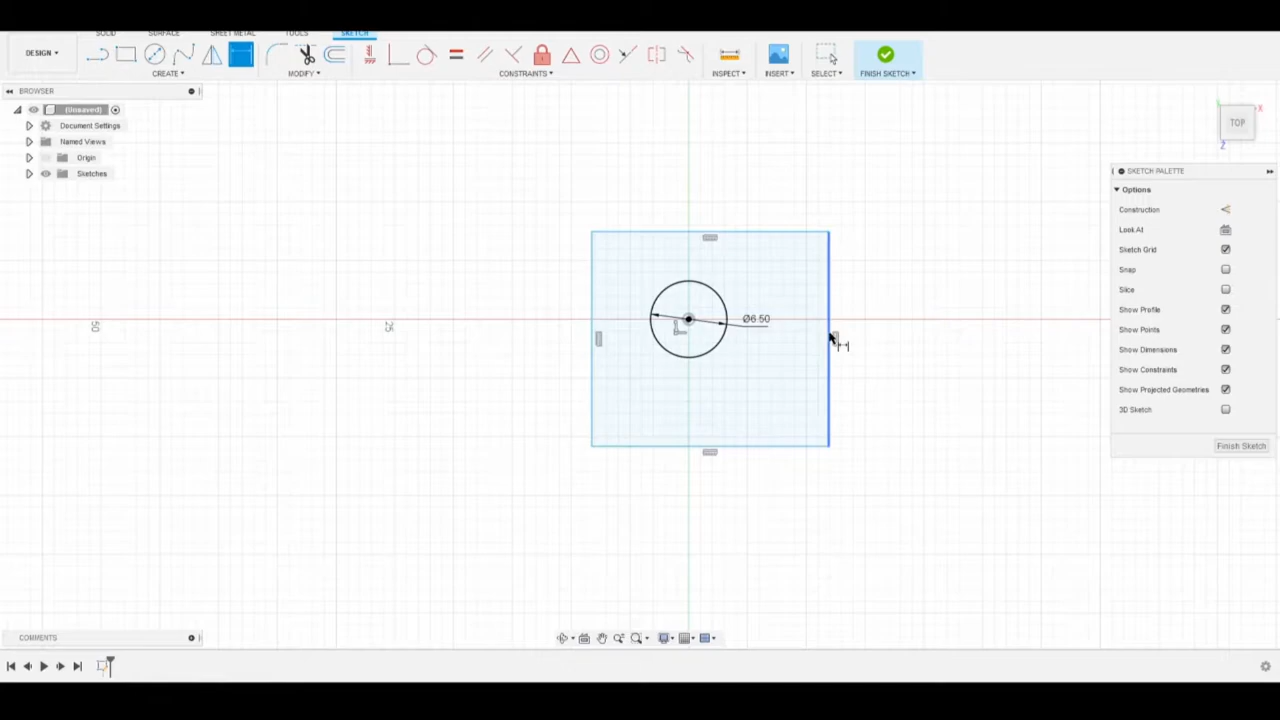 SOLID SURFACE SHEET METAL TOOLS SKETCH
DESIGN
CREATE MODIFY CONSTRAINTS INSPECT INSERT SELECT FINISH SKETCH
BROWSER
(Unsaved)
Document Settings
Named Views
Origin
Sketches
TOP
X
Z
SKETCH PALETTE
Options
Construction
Look At
Sketch Grid
Snap
Slice
Show Profile
Show Points
Show Dimensions
Show Constraints
Show Projected Geometries
3D Sketch
Finish Sketch
50
25
Ø6.50
COMMENTS